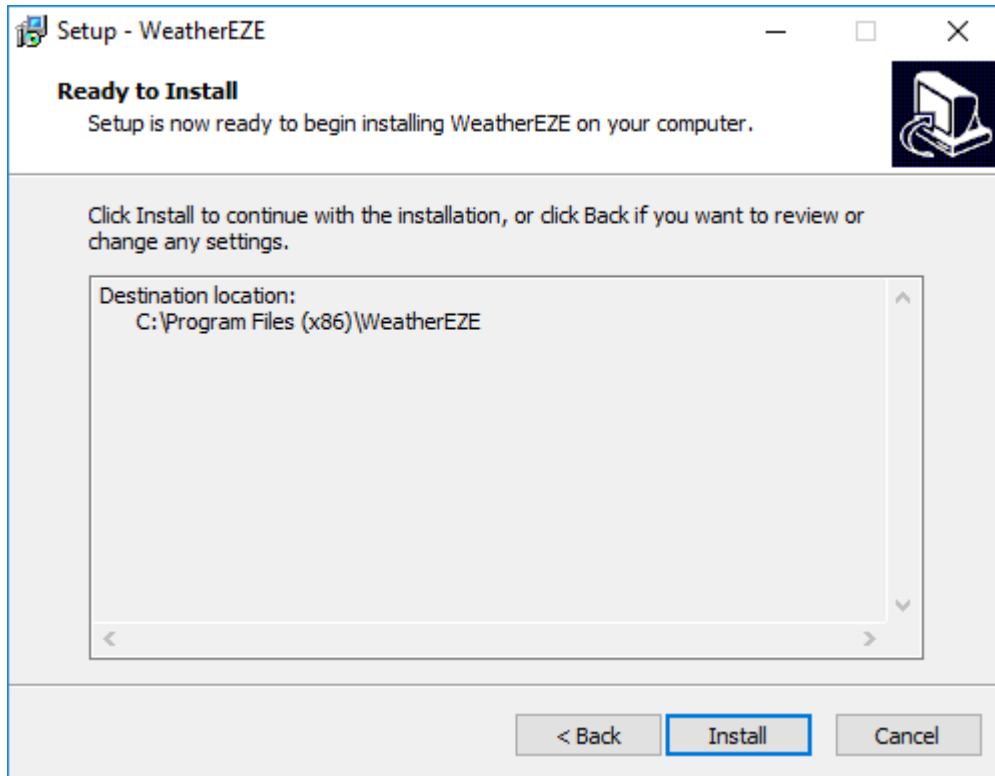 Setup - WeatherEZE
Ready to Install
Setup is now ready to begin installing WeatherEZE on your computer.
Click Install to continue with the installation, or click Back if you want to review or
change any settings.
Destination location:
C:\Program Files (x86)\WeatherEZE
< Back
Install
Cancel